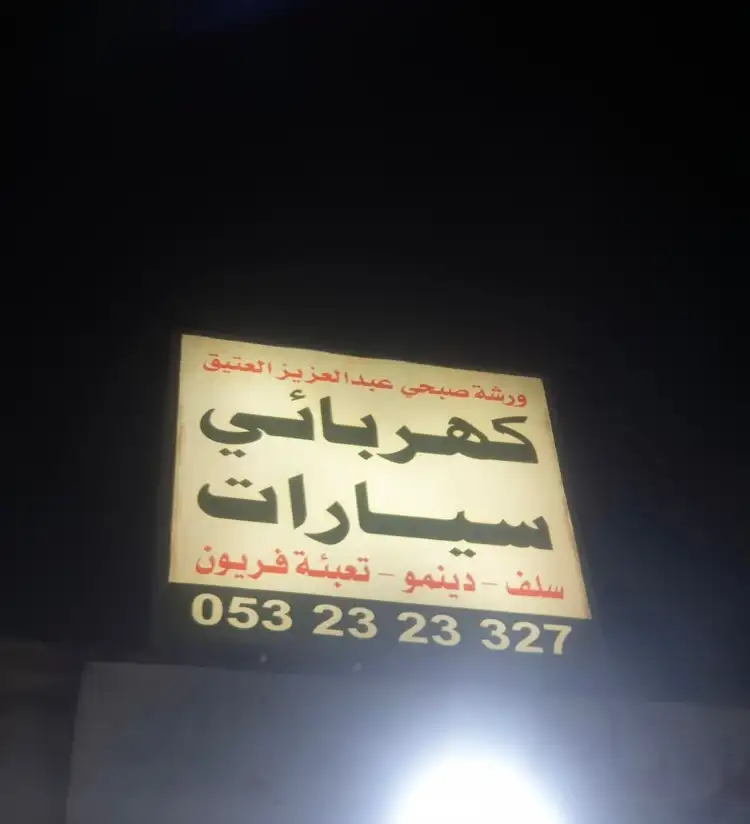 ورشة صبحي عبدالعزيز العتيق
كهربائي
سيارات
سلف - دينمو - تعبئة فريون
053 23 23 327